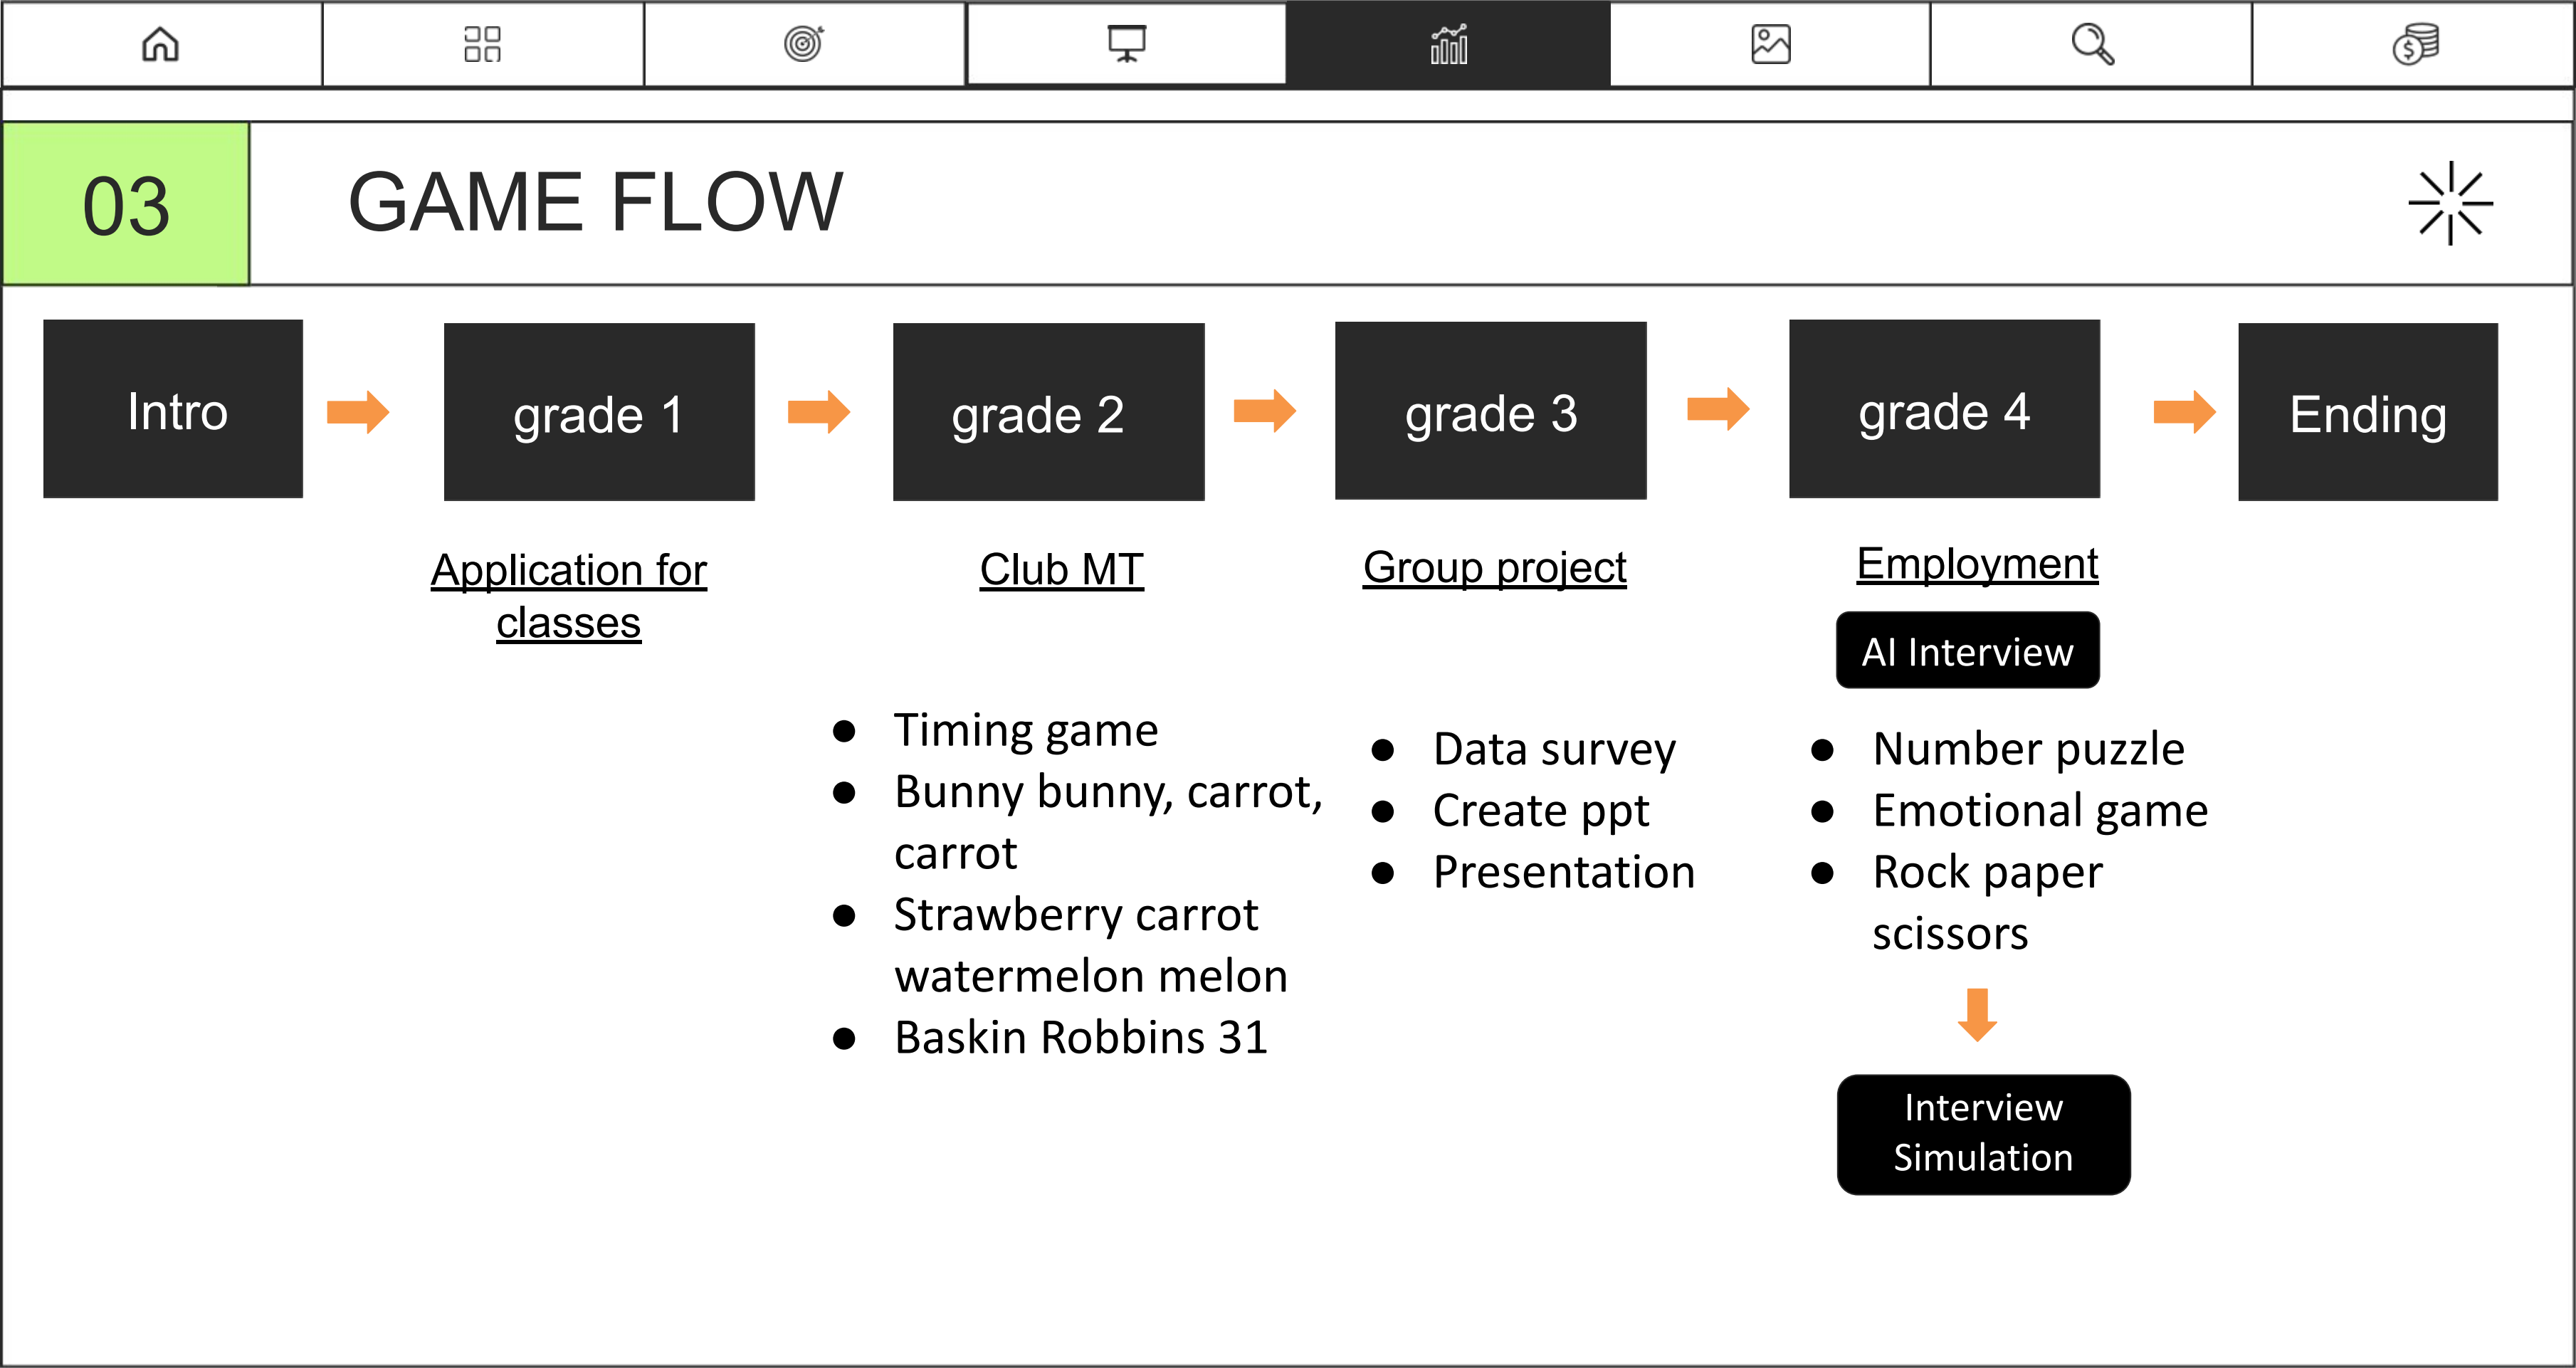 03
GAME FLOW
Intro
grade 1
grade 2
grade 3
grade 4
Ending
Application for
classes
Club MT
Group project
Employment
AI Interview
● Timing game
● Bunny bunny, carrot,
carrot
● Strawberry carrot
watermelon melon
● Baskin Robbins 31
● Data survey
● Create ppt
● Presentation
● Number puzzle
● Emotional game
● Rock paper
scissors
Interview
Simulation